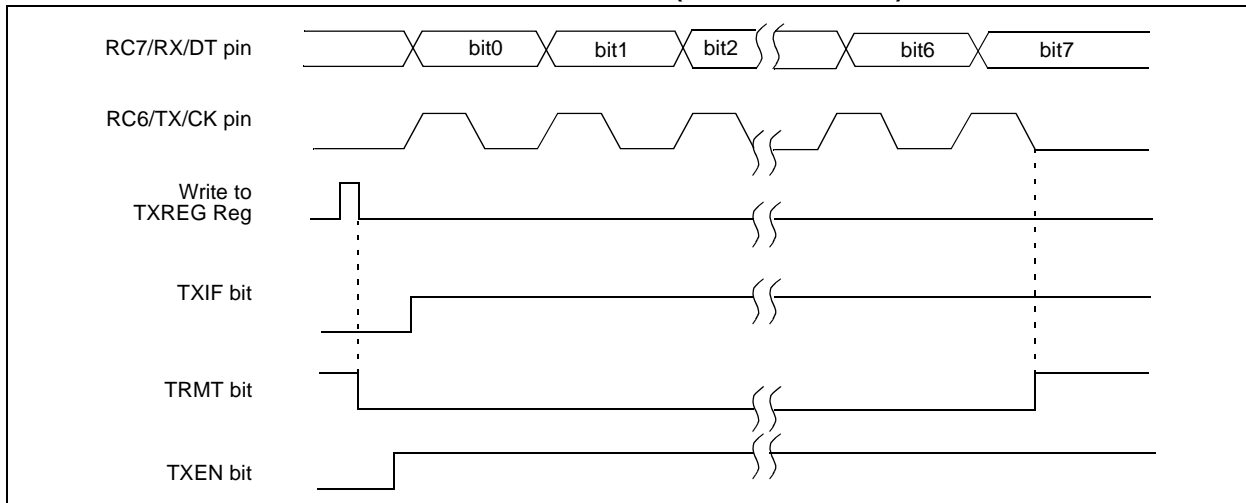 RC7/RX/DT pin
bit0
bit1
bit2
bit6
bit7
RC6/TX/CK pin
Write to
TXREG Reg
TXIF bit
TRMT bit
TXEN bit